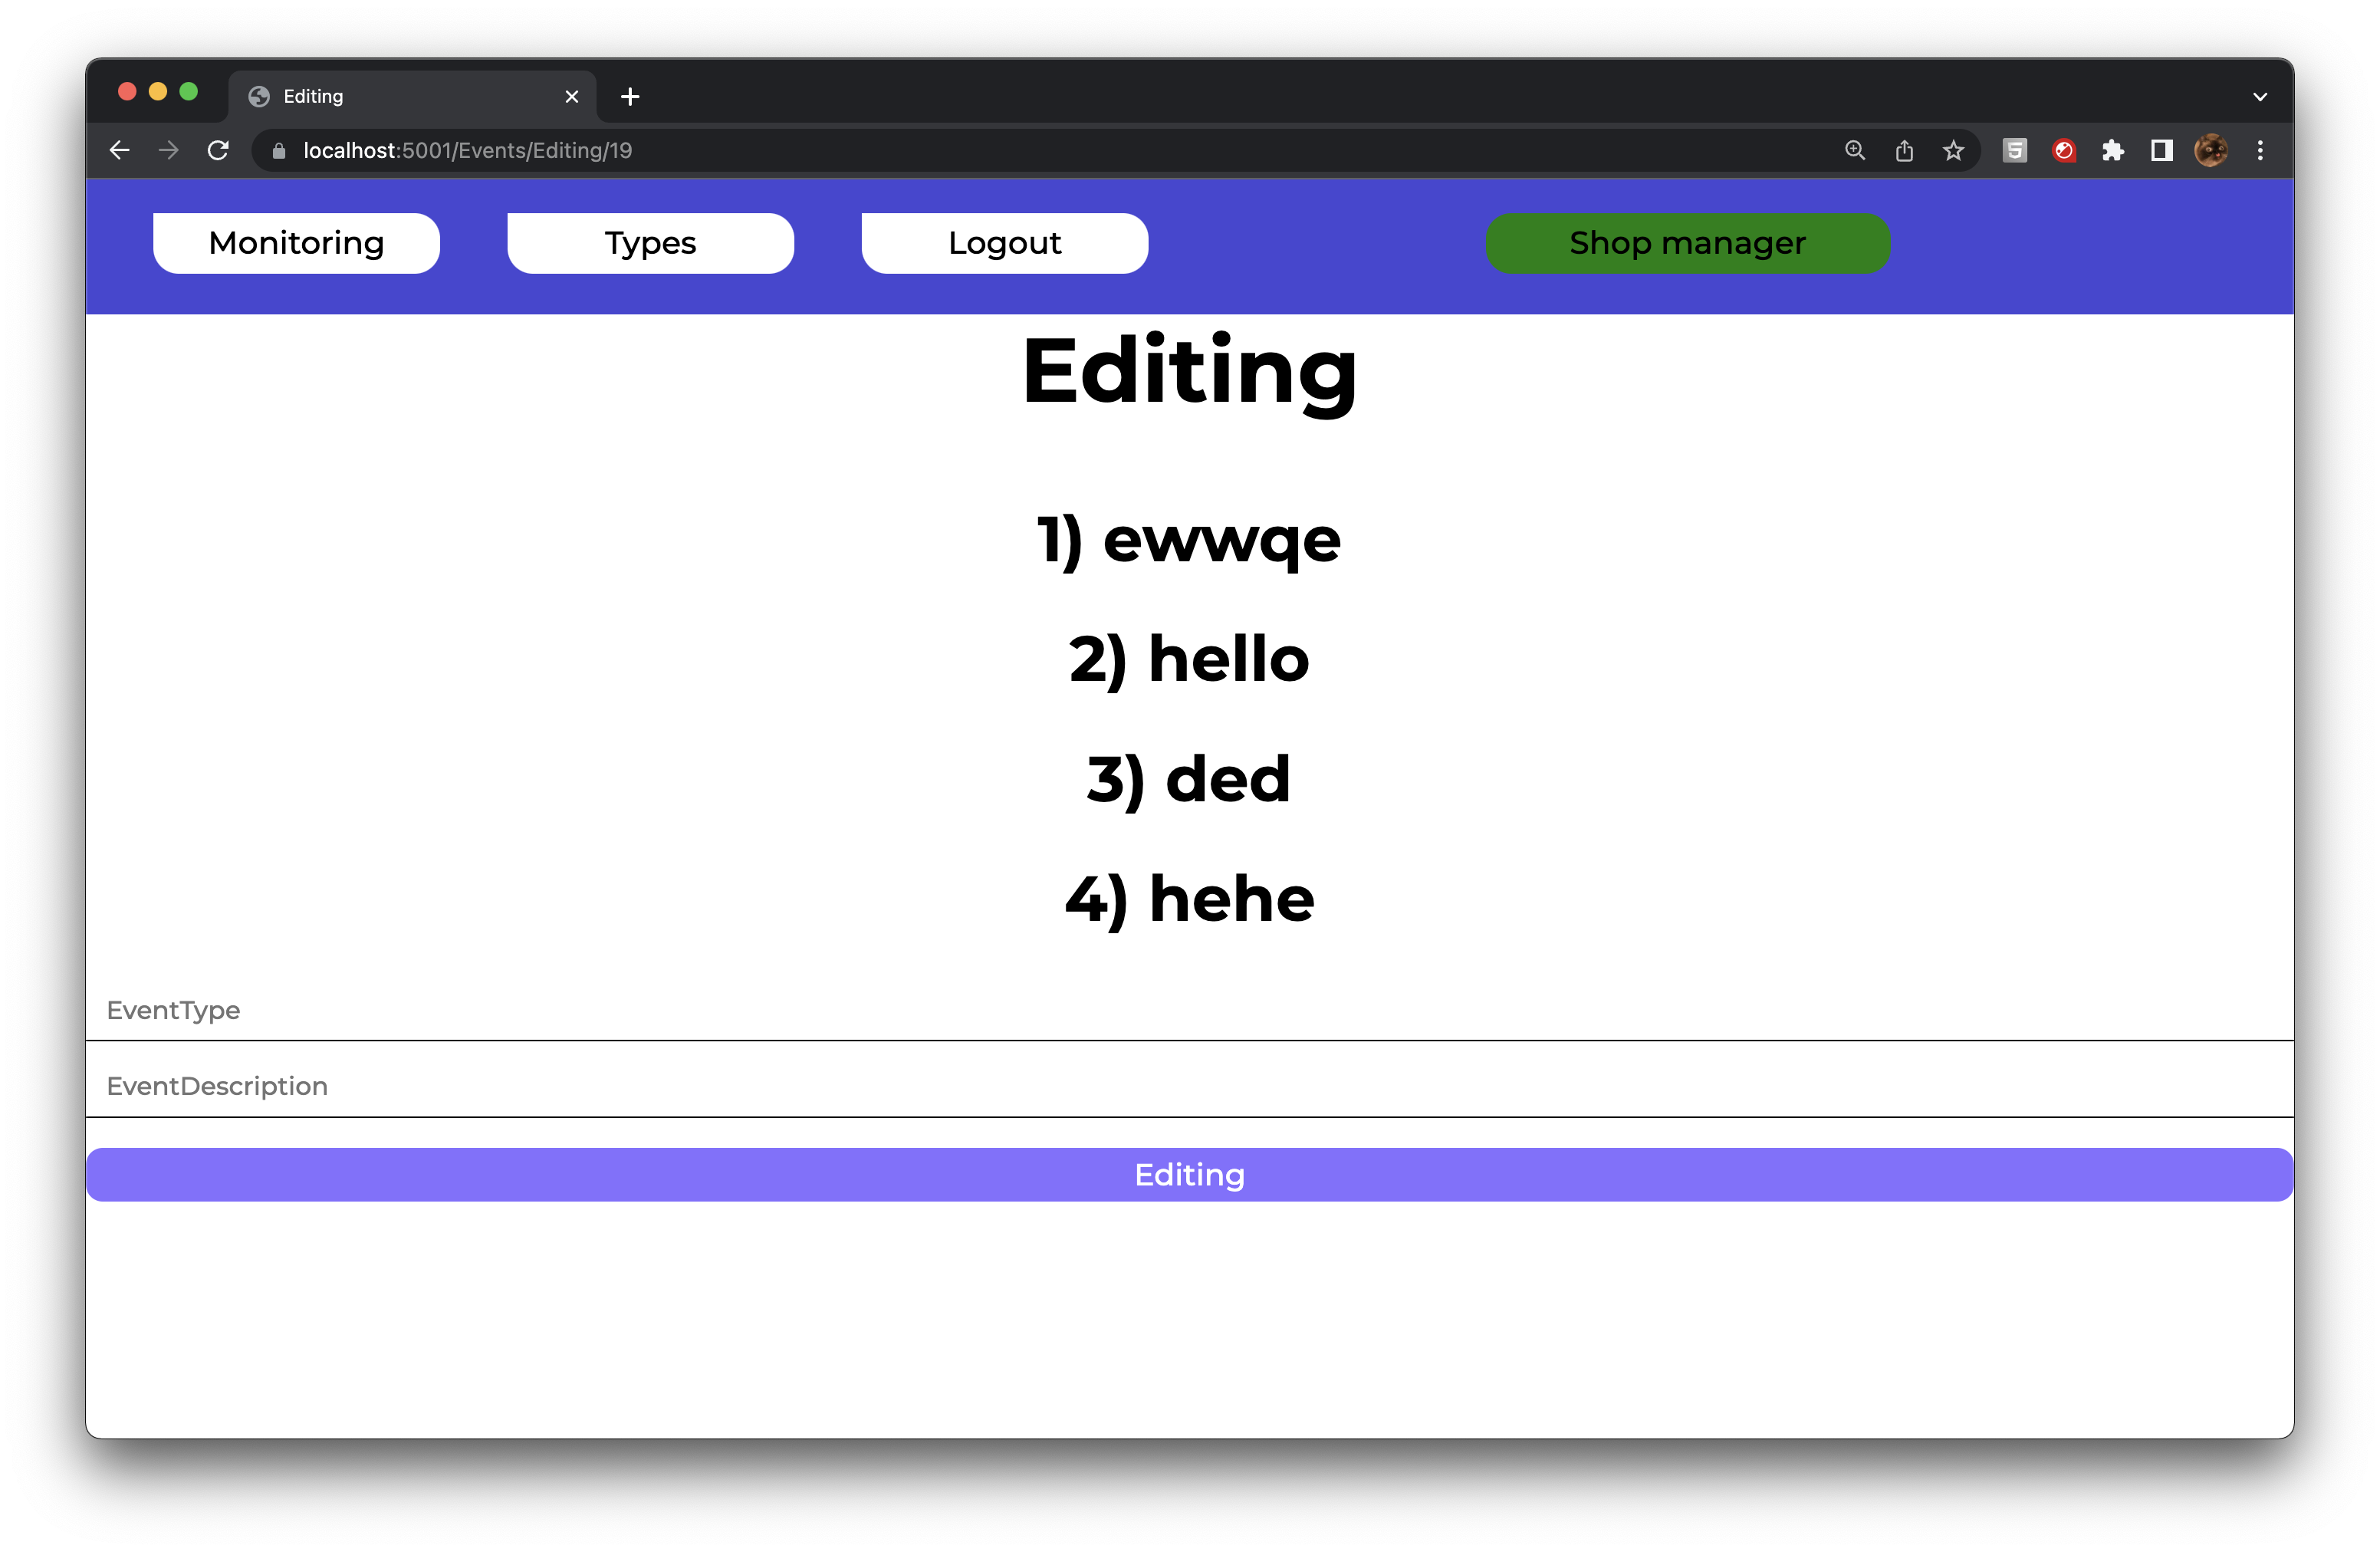 Editing
localhost:5001/Events/Editing/19
Monitoring Types Logout Shop manager
Editing
1) ewwqe
2) hello
3) ded
4) hehe
EventType
EventDescription
Editing